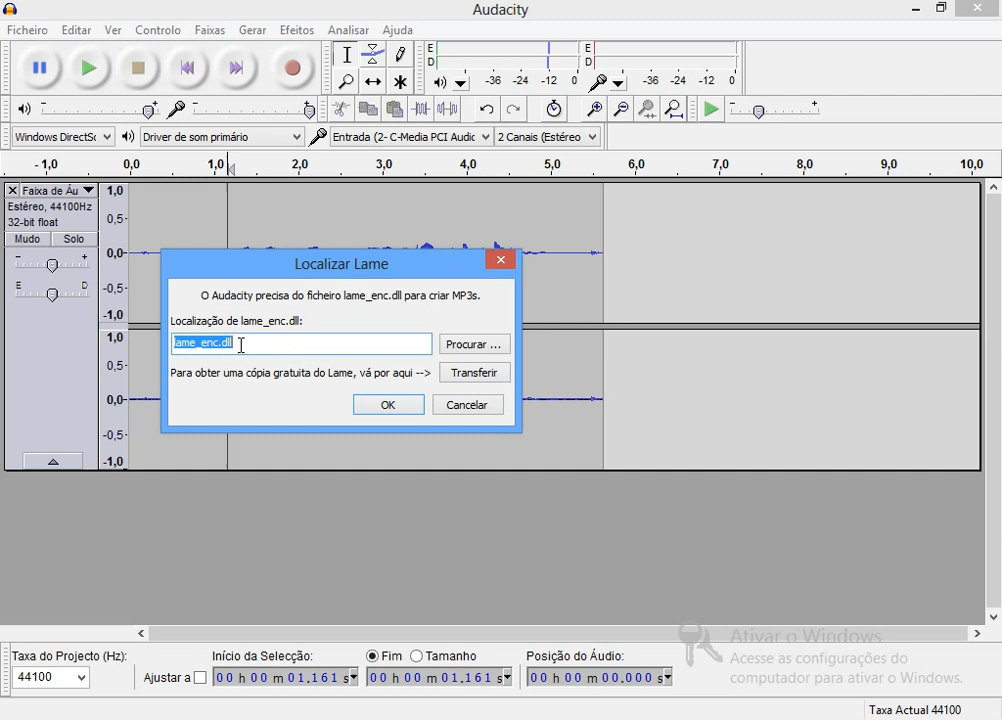 Audacity
Ficheiro Editar Ver Controlo Faixas Gerar Efeitos Analisar Ajuda
E
D
-36 -24 -12 0
E
D
-36 -24 -12 0
Windows DirectSc
Driver de som primário
Entrada (2- C-Media PCI Audic
2 Canais (Estéreo
- 1,0 0,0 1,0 2,0 3,0 4,0 5,0 6,0 7,0 8,0 9,0 10,0
Faixa de Áu
Estéreo, 44100Hz
32-bit float
Mudo Solo
- +
E D
1,0
0,5-
0,0-
-0,5-
-1,0
1,0
0,5-
0,0-
-0,5-
-1,0
Localizar Lame
O Audacity precisa do ficheiro lame_enc.dll para criar MP3s.
Localização de lame_enc.dll:
lame_enc.dll
Procurar ...
Para obter uma cópia gratuita do Lame, vá por aqui -->
Transferir
OK
Cancelar
Ativar o Windows
Acesse as configurações do
computador para ativar o Windows.
Taxa do Projecto (Hz):
44100
Ajustar a
Início da Selecção:
00 h 00 m 01.161 s
Fim Tamanho
00 h 00 m 01.161 s
Posição do Áudio:
00 h 00 m 00.000 s
Taxa Actual 44100